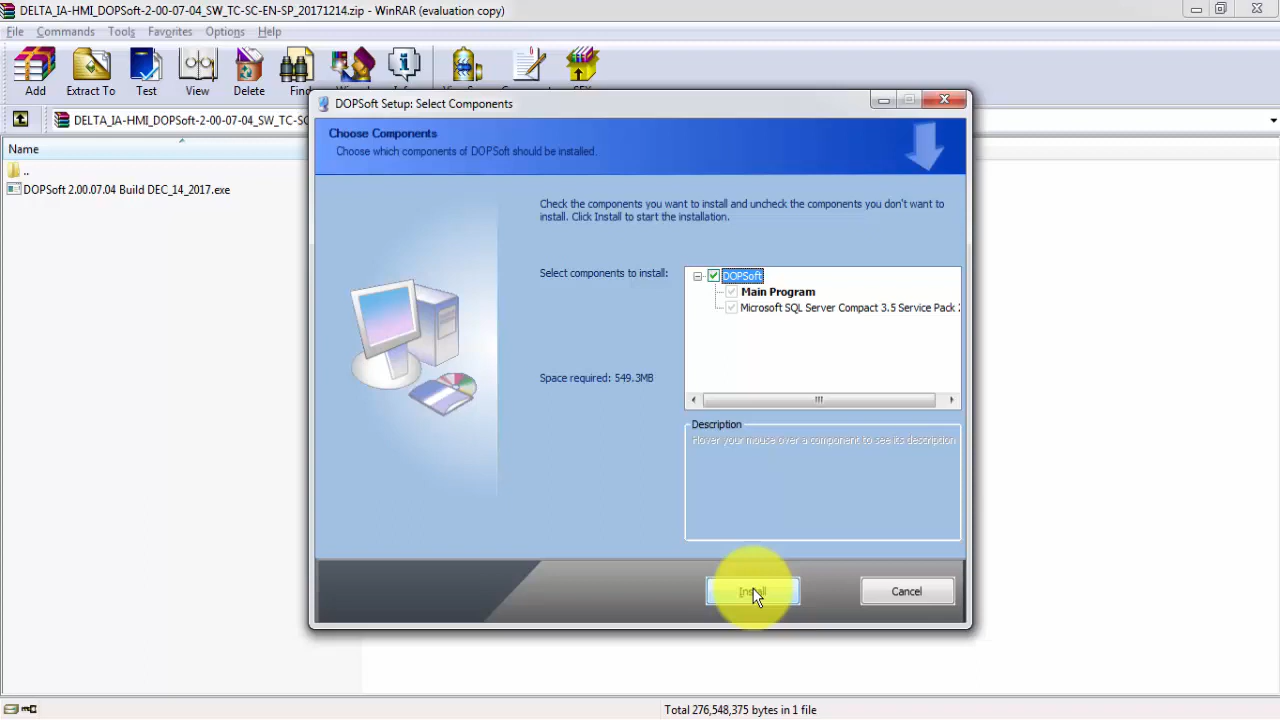 DELTA_IA-HMI_DOPSoft-2-00-07-04_SW_TC-SC-EN-SP_20171214.zip - WinRAR (evaluation copy)
File Commands Tools Favorites Options Help
Add Extract To Test View Delete Find
DELTA_IA-HMI_DOPSoft-2-00-07-04_SW_TC-SC
Name
..
DOPSoft 2.00.07.04 Build DEC_14_2017.exe
DOPSoft Setup: Select Components
Choose Components
Choose which components of DOPSoft should be installed.
Check the components you want to install and uncheck the components you don't want to
install. Click Install to start the installation.
Select components to install:
DOPSoft
Main Program
Microsoft SQL Server Compact 3.5 Service Pack
Space required: 549.3MB
Description
Hover your mouse over a component to see its description
Install
Cancel
Total 276,548,375 bytes in 1 file